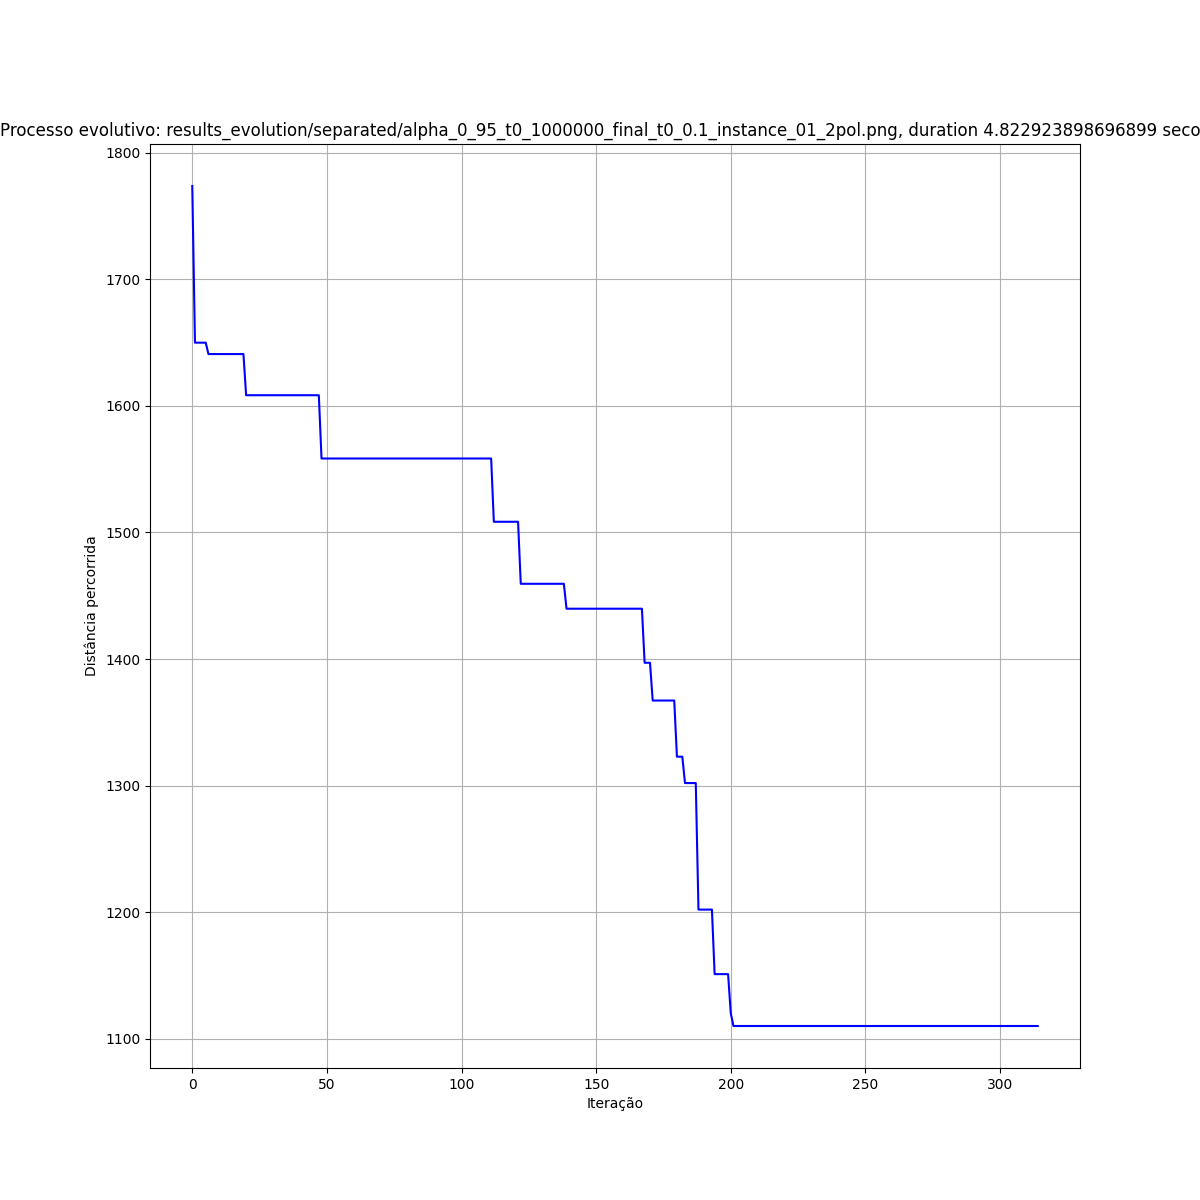 Processo evolutivo: results_evolution/separated/alpha_0_95_t0_1000000_final_t0_0.1_instance_01_2pol.png, duration 4.822923898696899 seco
1800
1700
1600
1500
1400
1300
1200
1100
Distância percorrida
0 50 100 150 200 250 300
Iteração